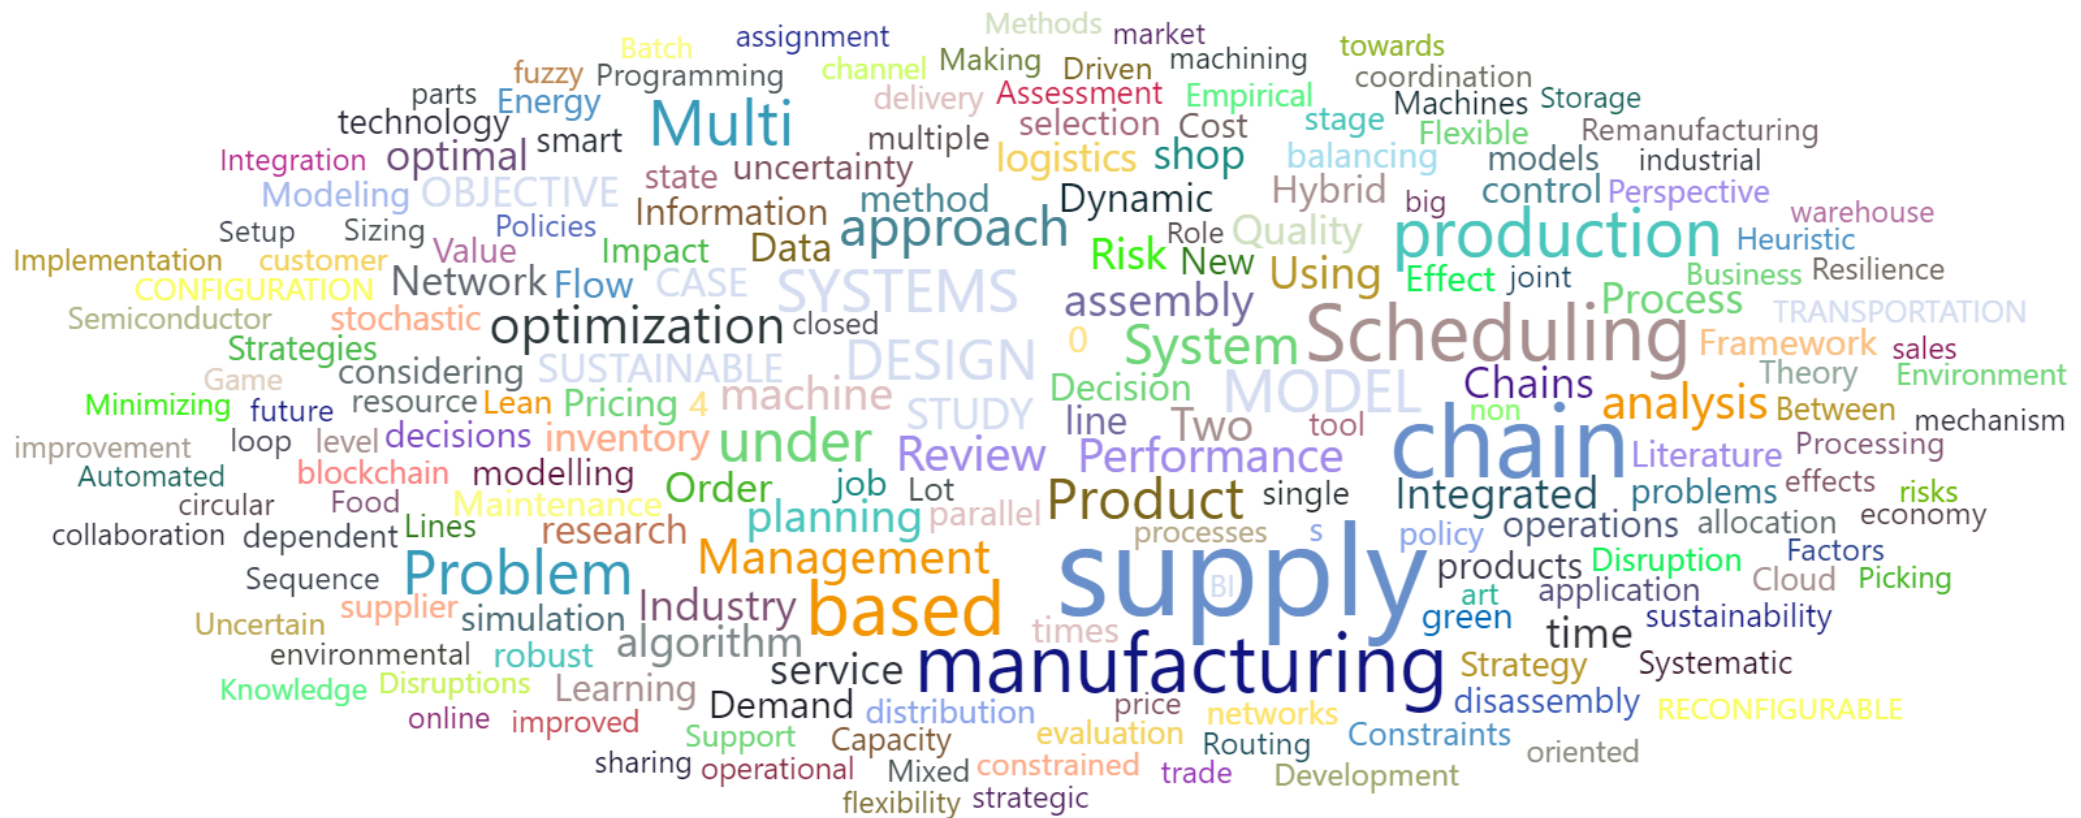 Methods
Batch assignment market towards
fuzzy Programming channel Making Driven machining coordination
parts Energy Multi delivery Assessment Empirical Machines Storage
technology smart multiple selection Cost stage Flexible Remanufacturing
Integration optimal uncertainty logistics shop balancing models industrial
Modeling OBJECTIVE state method Dynamic Hybrid big control Perspective
Setup Sizing Policies Information approach Role Quality production warehouse
Implementation customer Value Impact Data Risk New Using Effect joint Business Heuristic Resilience
CONFIGURATION Network Flow CASE SYSTEMS assembly Process TRANSPORTATION
Semiconductor stochastic optimization closed 0 System Scheduling Framework sales
Strategies considering SUSTAINABLE DESIGN Decision MODEL Chains Theory Environment
Game Minimizing future resource Lean Pricing 4 machine STUDY line Two tool non analysis Between mechanism
improvement loop level decisions inventory under Review Performance chain Literature Processing
Automated blockchain modelling Order job Lot Product single Integrated problems effects risks
circular Food Maintenance planning parallel economy
collaboration dependent Lines research processes s policy operations allocation
Sequence Problem Management supply BI products Disruption Factors
Uncertain supplier simulation Industry based times art application Cloud Picking
environmental robust algorithm green time sustainability
Knowledge Disruptions Learning service manufacturing Strategy Systematic
online improved Demand distribution price networks disassembly RECONFIGURABLE
Support Capacity evaluation Routing Constraints oriented
sharing operational Mixed constrained trade Development
flexibility strategic